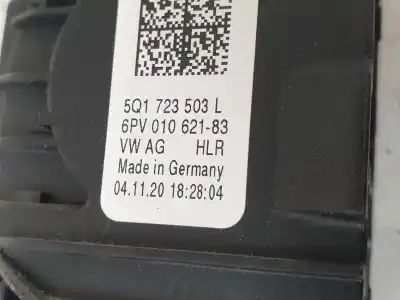 5Q1 723 503 L
6PV 010 621-83
VW AG HLR
Made in Germany
04.11.20 18:28:04